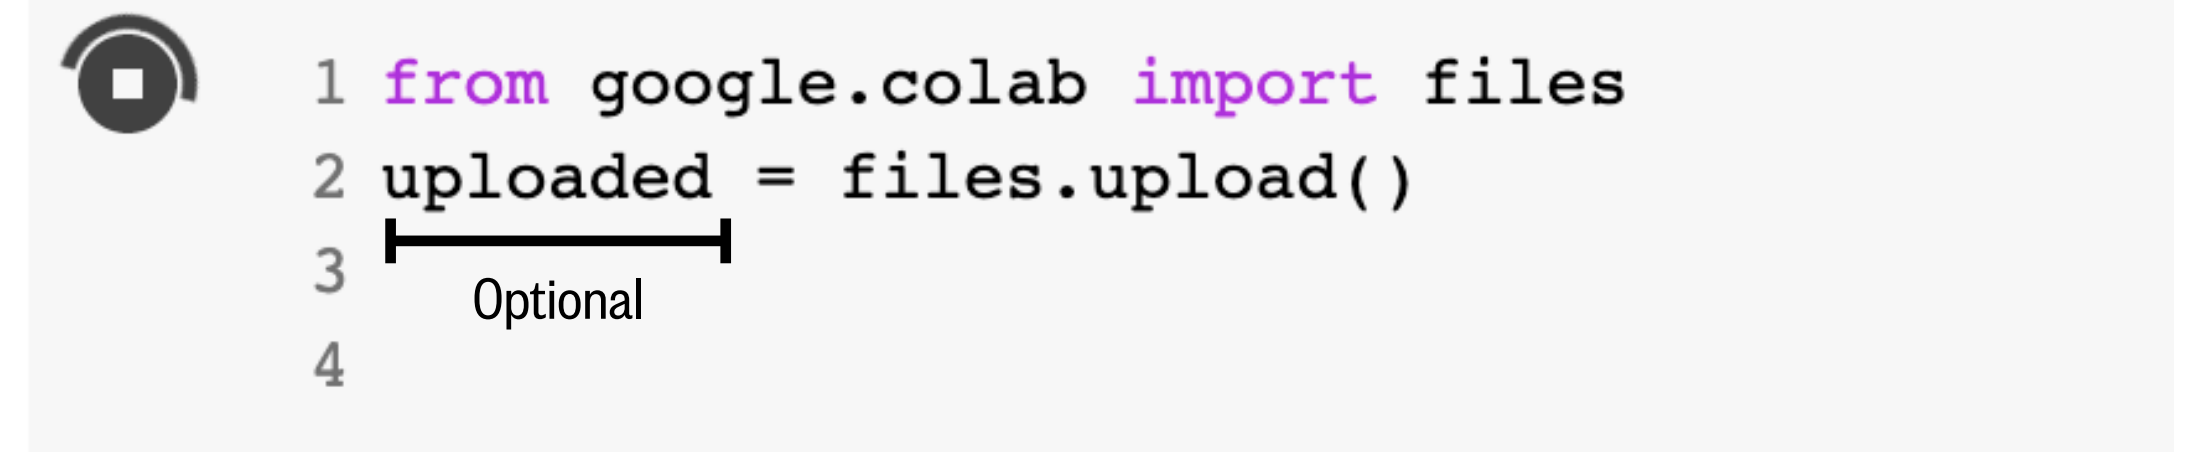 1 from google.colab import files
2 uploaded = files.upload()
3
Optional
4